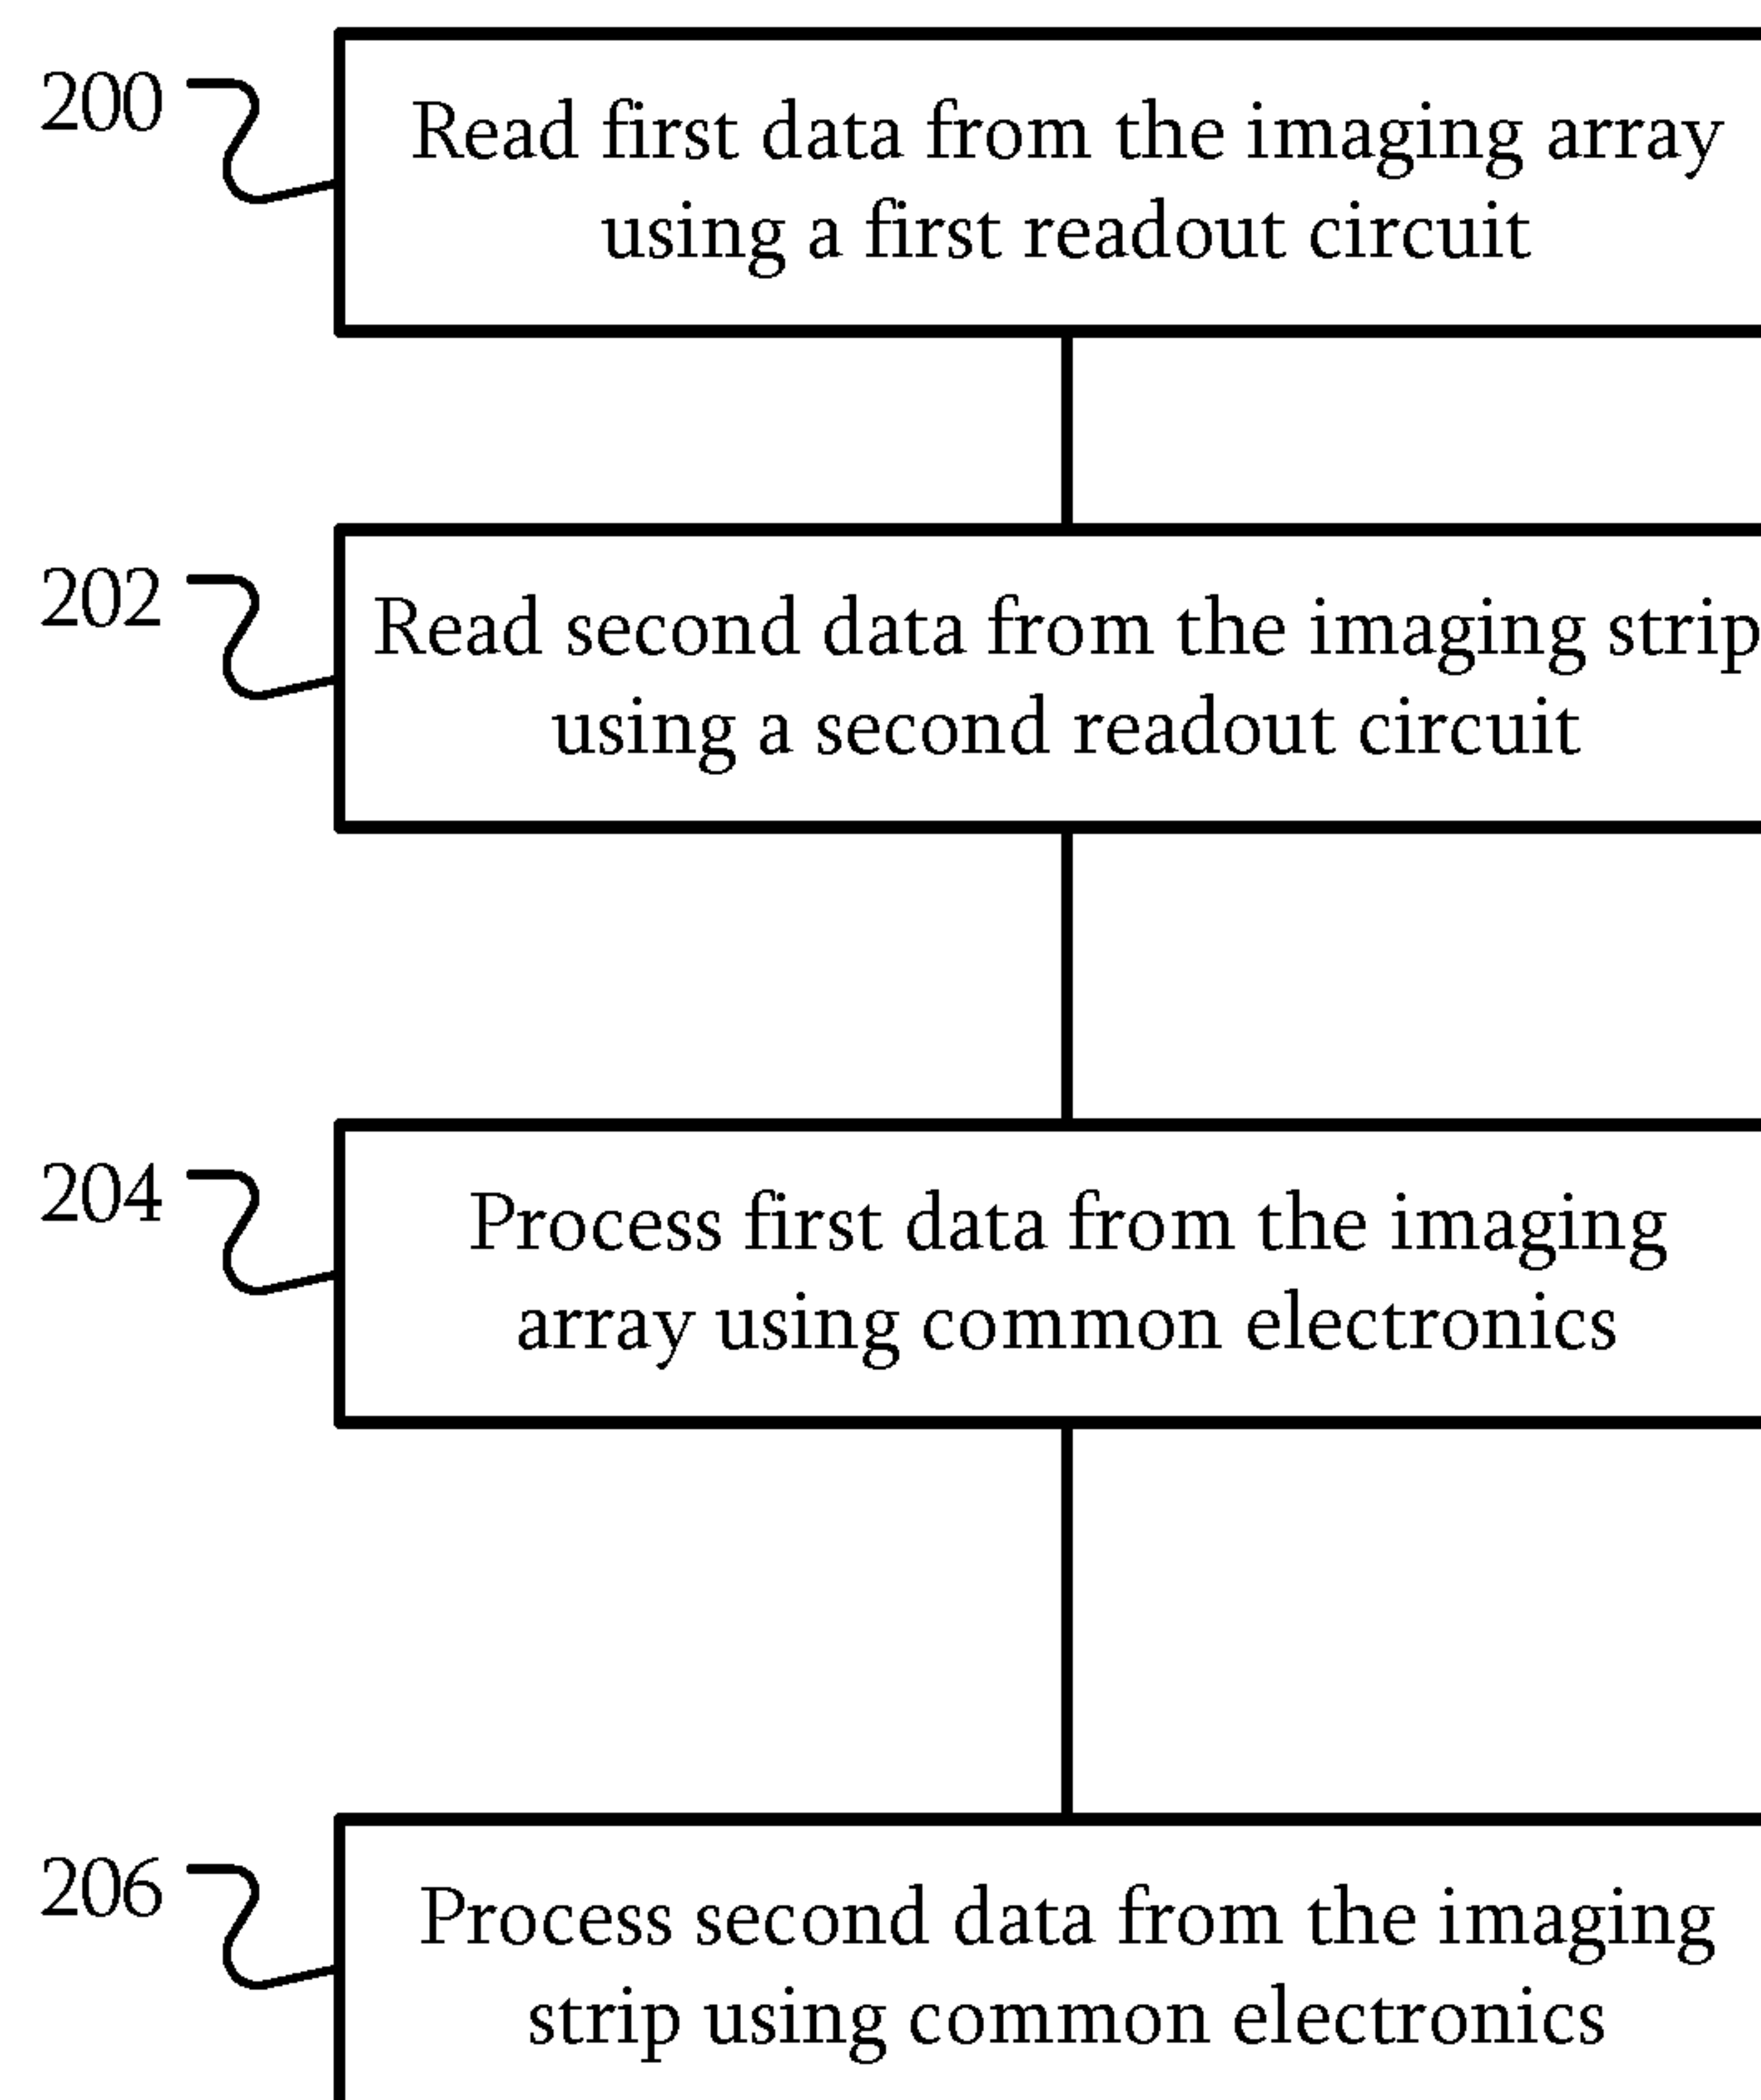 200
Read first data from the imaging array
using a first readout circuit
202
Read second data from the imaging strip
using a second readout circuit
204
Process first data from the imaging
array using common electronics
206
Process second data from the imaging
strip using common electronics